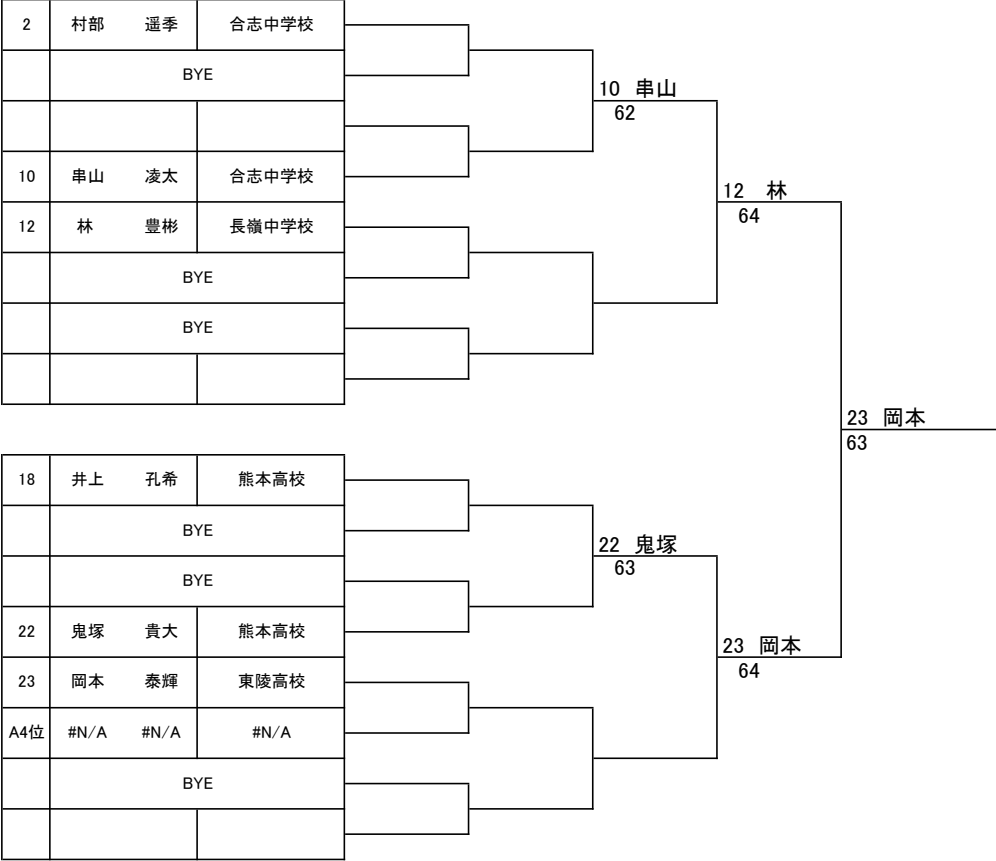 2 村部 遥季 合志中学校
BYE
10 串山
62
10 串山 凌太 合志中学校
12 林
64
12 林 豊彬 長嶺中学校
BYE
BYE
23 岡本
63
18 井上 孔希 熊本高校
BYE
22 鬼塚
63
BYE
22 鬼塚 貴大 熊本高校
23 岡本
64
23 岡本 泰輝 東陵高校
A4位 #N/A #N/A #N/A
BYE